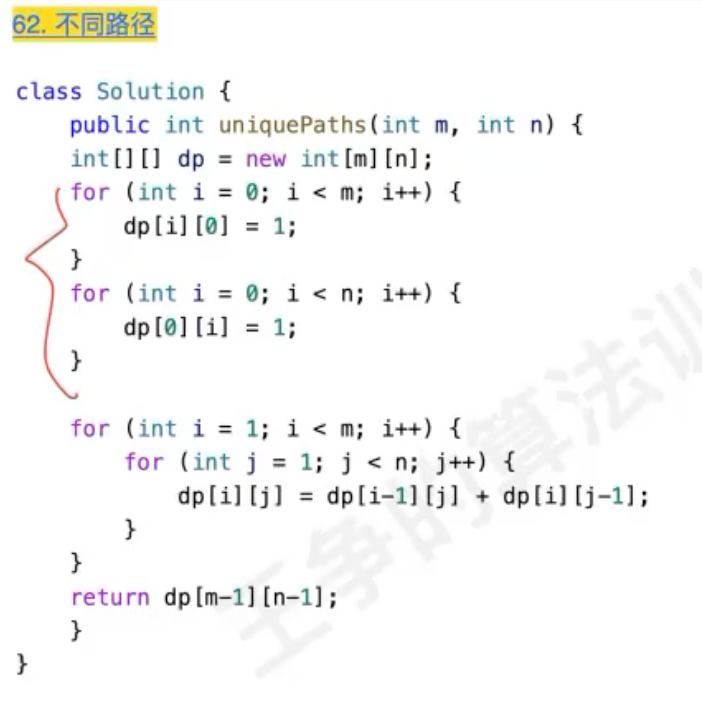 62. 不同路径
class Solution {
    public int uniquePaths(int m, int n) {
    int[][] dp = new int[m][n];
    for (int i = 0; i < m; i++) {
        dp[i][0] = 1;
    }
    for (int i = 0; i < n; i++) {
        dp[0][i] = 1;
    }
    for (int i = 1; i < m; i++) {
        for (int j = 1; j < n; j++) {
            dp[i][j] = dp[i-1][j] + dp[i][j-1];
        }
    }
    return dp[m-1][n-1];
    }
}
王争的算法训